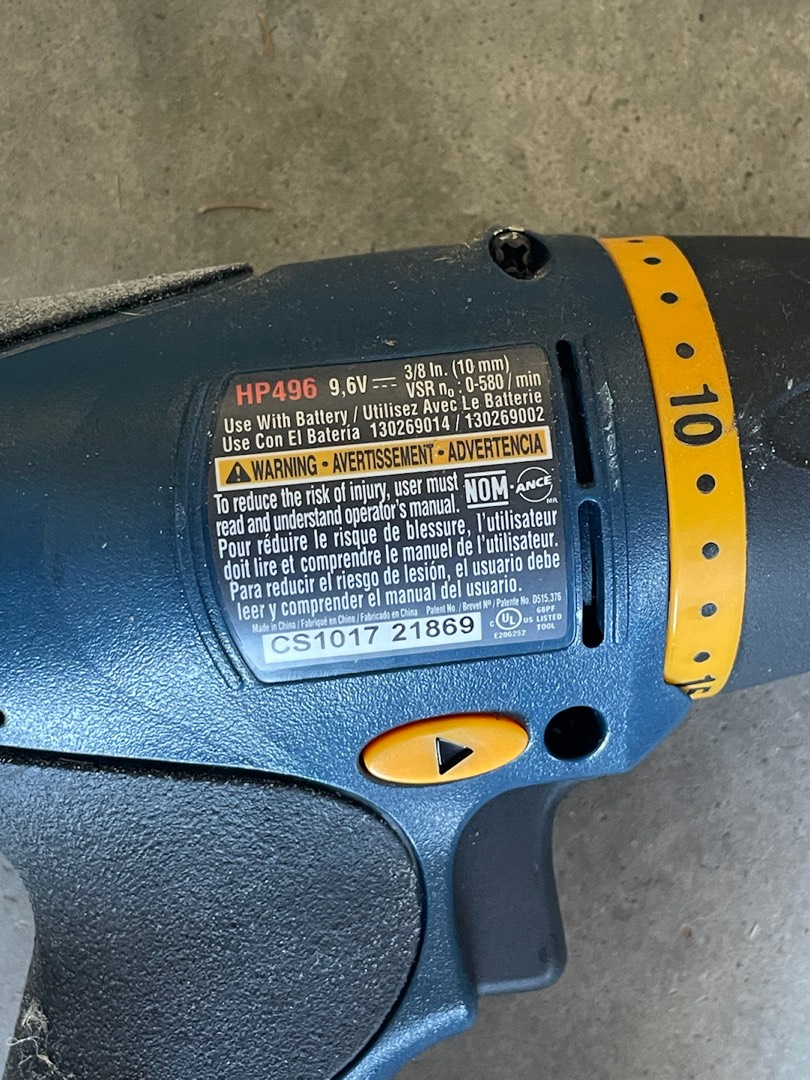 HP496 9,6V⎓ 3/8 In. (10 mm)
VSR n₀ : 0-580 / min
Use With Battery / Utilisez Avec Le Batterie
Use Con El Batería 130269014 / 130269002
WARNING • AVERTISSEMENT • ADVERTENCIA
To reduce the risk of injury, user must
read and understand operator's manual.
NOM-ANCE
MR
Pour réduire le risque de blessure, l'utilisateur
doit lire et comprendre le manuel de l'utilisateur.
Para reducir el riesgo de lesión, el usuario debe
leer y comprender el manual del usuario.
Made in China / Fabriqué en Chine / Fabricado en China Patent No. / Brevet Nº / Patente No. D515,376
CS1017 21869
c UL us LISTED
68PF
TOOL
E206252
10
15